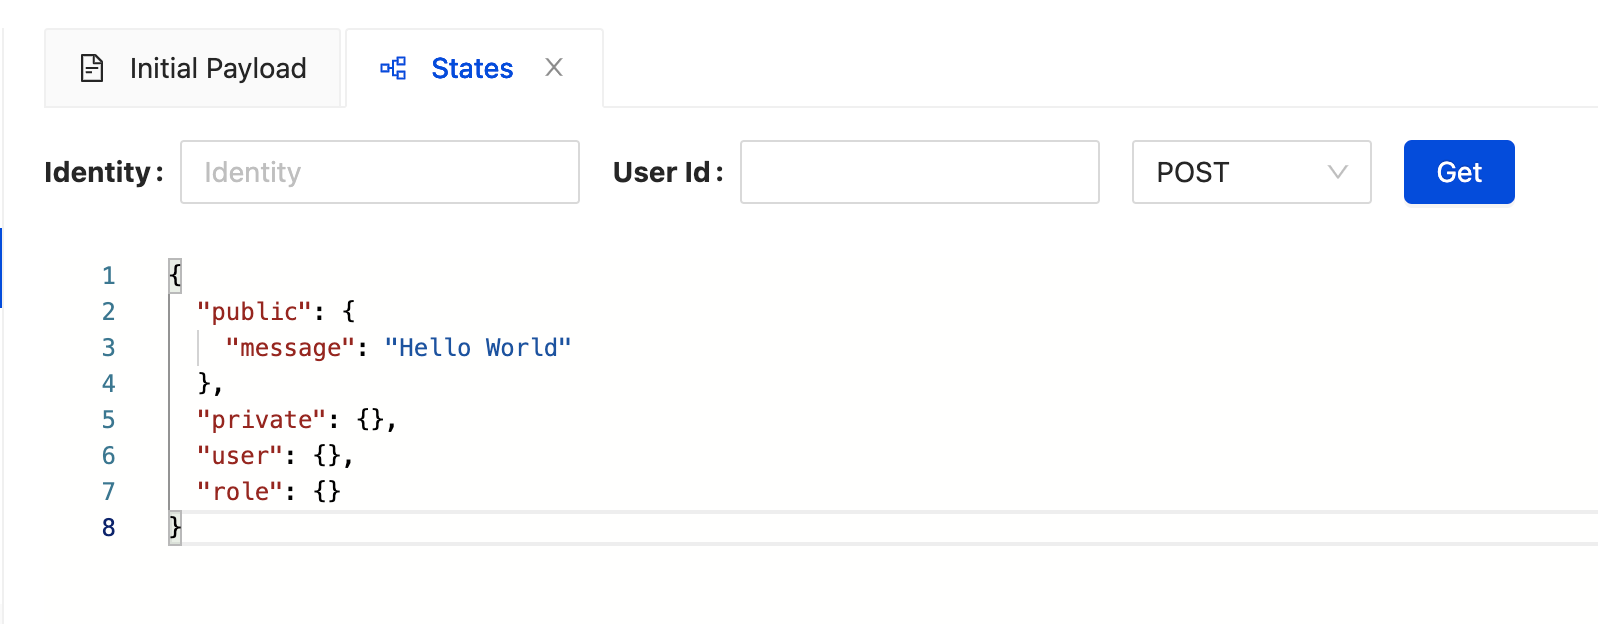 Initial Payload States
Identity: Identity User Id: POST Get
1 {
2 "public": {
3 "message": "Hello World"
4 },
5 "private": {},
6 "user": {},
7 "role": {}
8 }